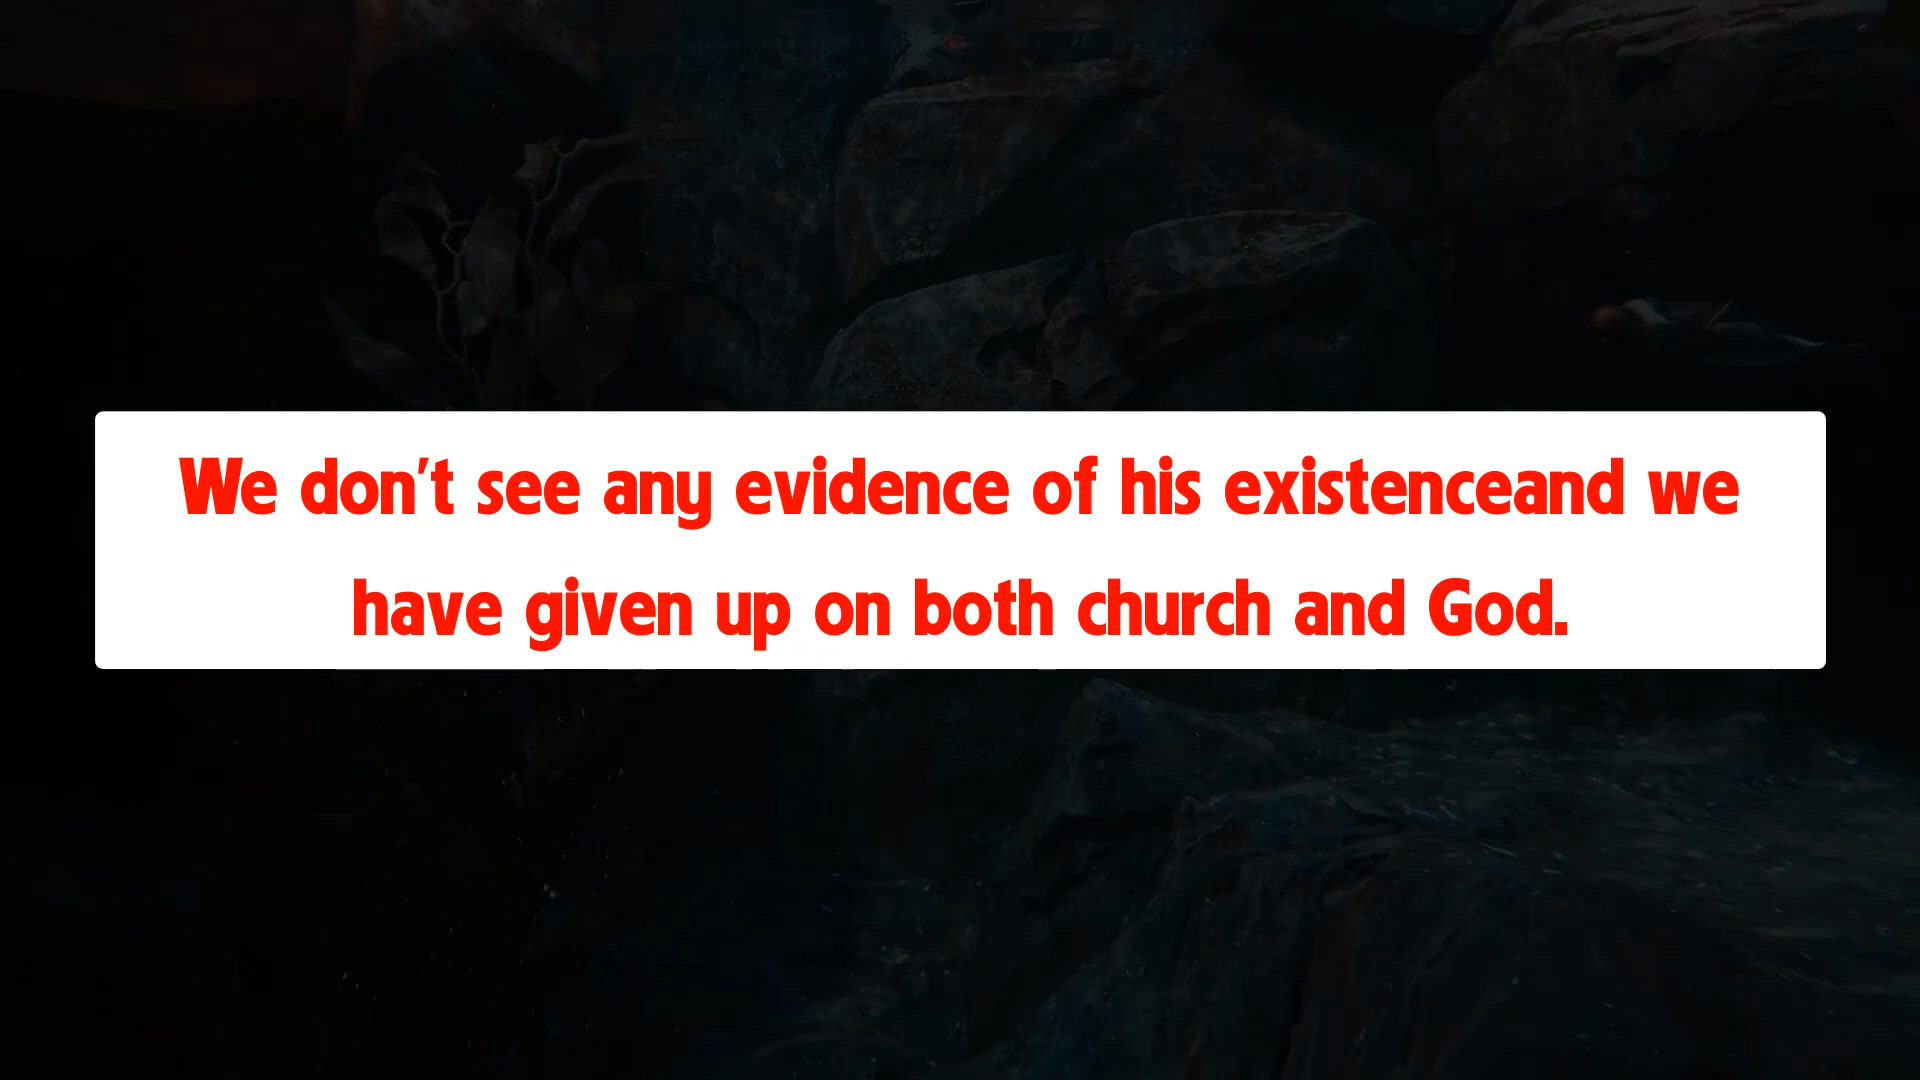 We don't see any evidence of his existenceand we
have given up on both church and God.